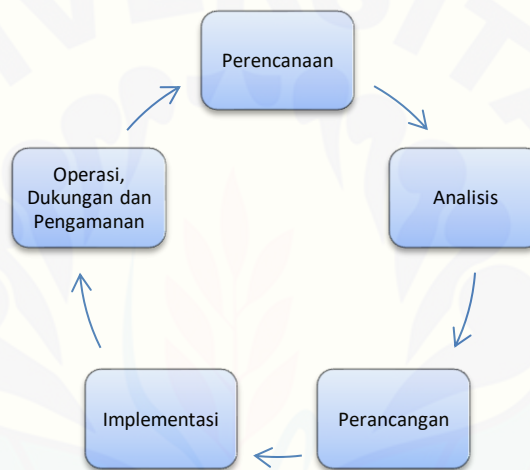 Perencanaan
Analisis
Perancangan
Implementasi
Operasi,
Dukungan dan
Pengamanan